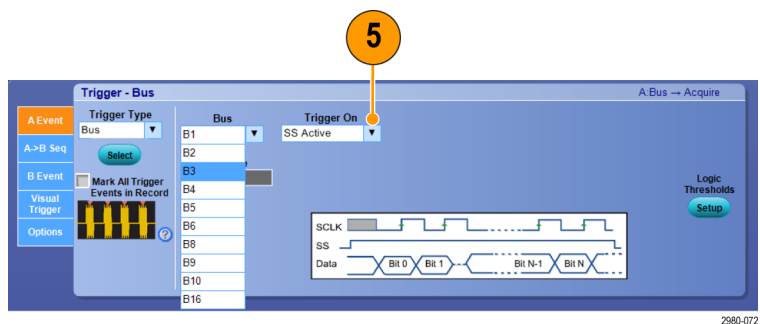 5
Trigger - Bus
A:Bus → Acquire
A Event
A->B Seq
B Event
Visual
Trigger
Options
Trigger Type
Bus
Select
Mark All Trigger
Events in Record
?
Bus
B1
B2
B3
B4
B5
B6
B8
B9
B10
B16
Trigger On
SS Active
SCLK
SS
Data
Bit 0
Bit 1
Bit N-1
Bit N
Logic
Thresholds
Setup
2980-072